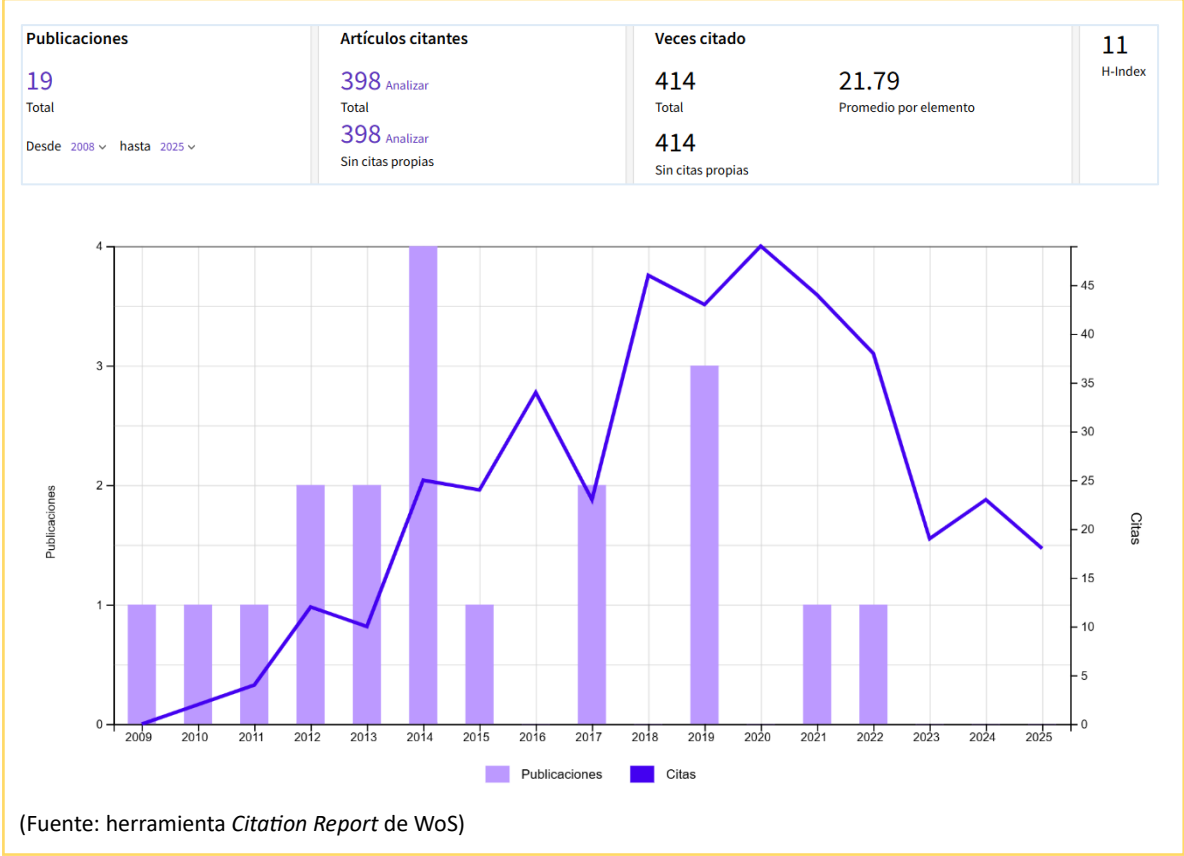 Publicaciones
19
Total
Desde 2008 hasta 2025
Artículos citantes
398 Analizar
Total
398 Analizar
Sin citas propias
Veces citado
414
Total
414
Sin citas propias
21.79
Promedio por elemento
11
H-Index
Publicaciones
4
3
2
1
0
2009 2010 2011 2012 2013 2014 2015 2016 2017 2018 2019 2020 2021 2022 2023 2024 2025
45
40
35
30
25
20
15
10
5
0
Citas
Publicaciones Citas
(Fuente: herramienta Citation Report de WoS)